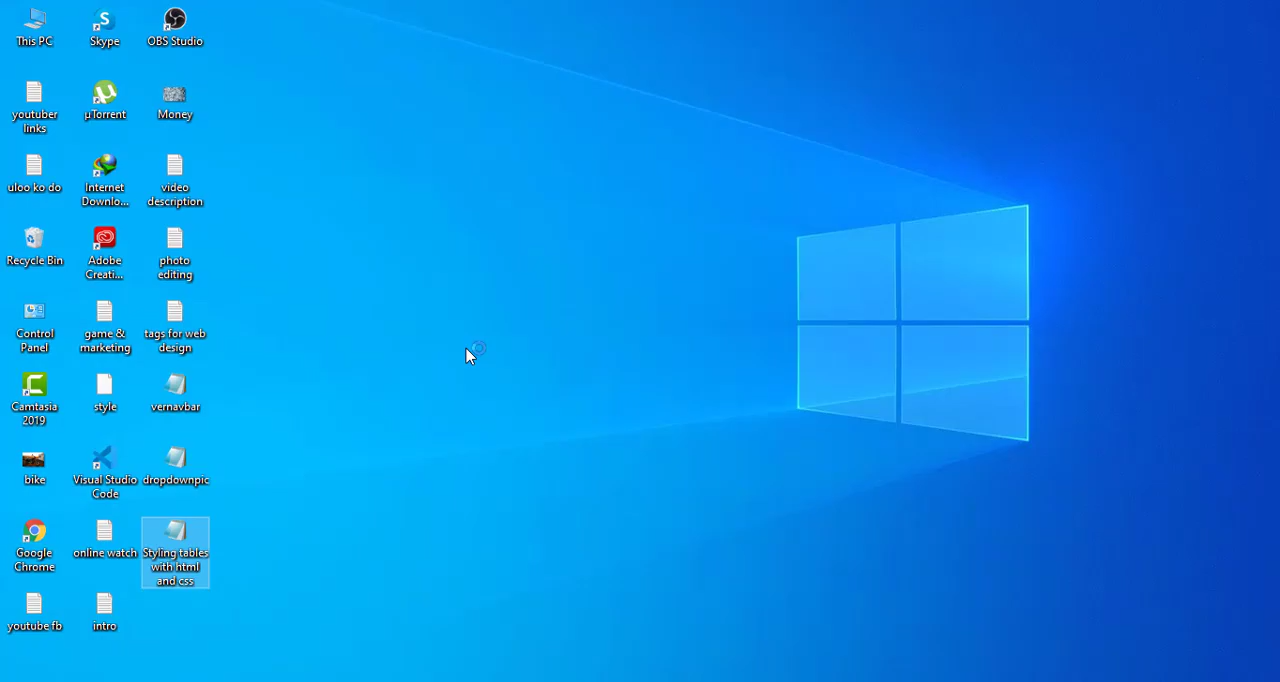 This PC
Skype
OBS Studio
youtuber
links
µTorrent
Money
uloo ko do
Internet
Downlo...
video
description
Recycle Bin
Adobe
Creati...
photo
editing
Control
Panel
game &
marketing
tags for web
design
Camtasia
2019
style
vernavbar
bike
Visual Studio
Code
dropdownpic
Google
Chrome
online watch
Styling tables
with html
and css
youtube fb
intro